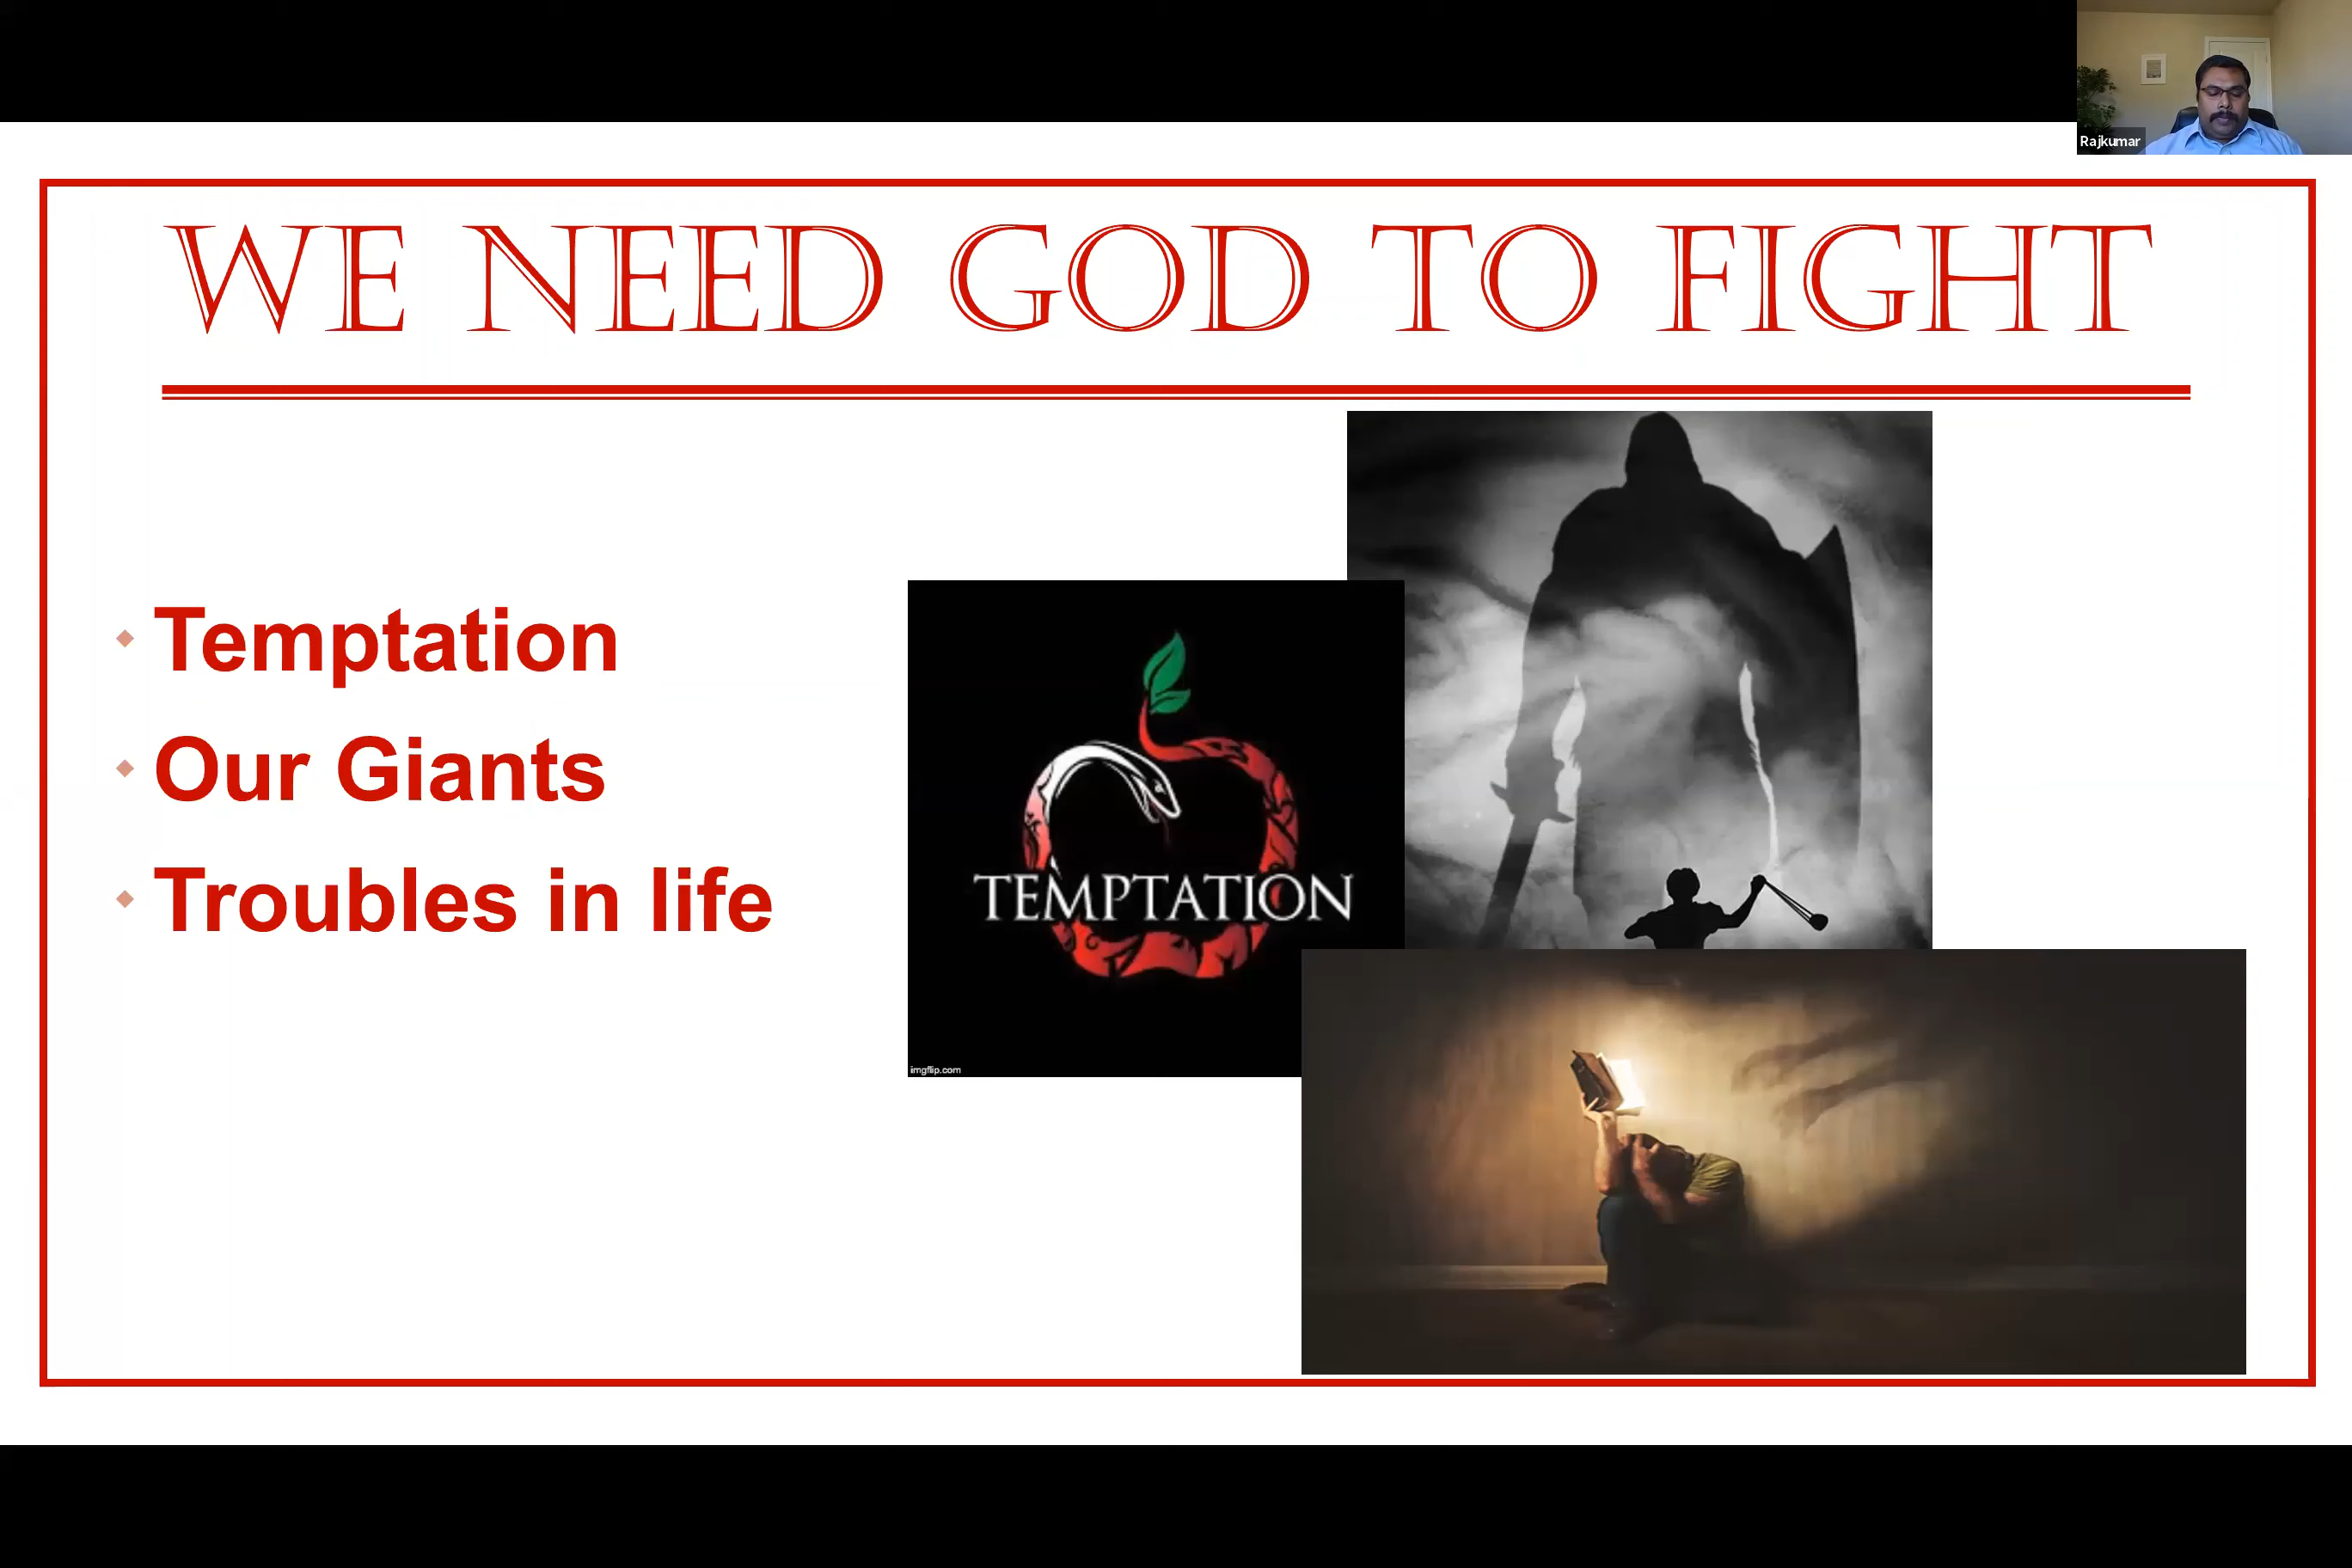 Rajkumar
WE NEED GOD TO FIGHT
Temptation
Our Giants
Troubles in life
TEMPTATION
imgflip.com